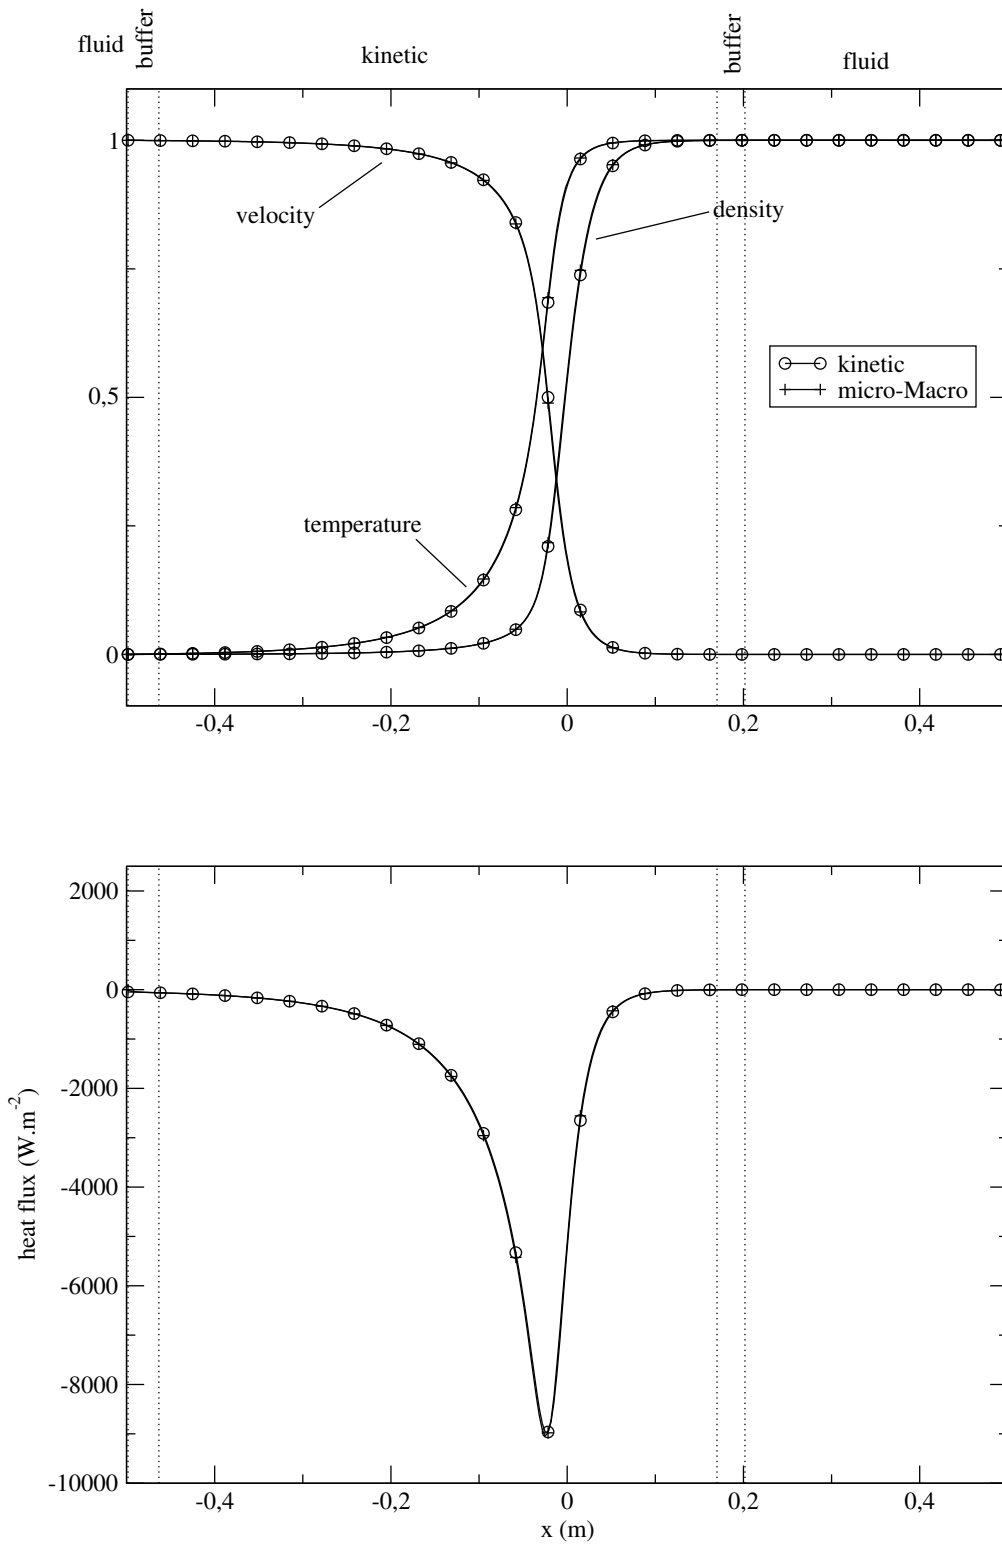 fluid
buffer
kinetic
buffer
fluid
1
velocity
density
kinetic
micro-Macro
0,5
temperature
0
-0,4
-0,2
0
0,2
0,4
2000
0
-2000
-4000
-6000
-8000
-10000
heat flux (W.m-2)
-0,4
-0,2
0
0,2
0,4
x (m)